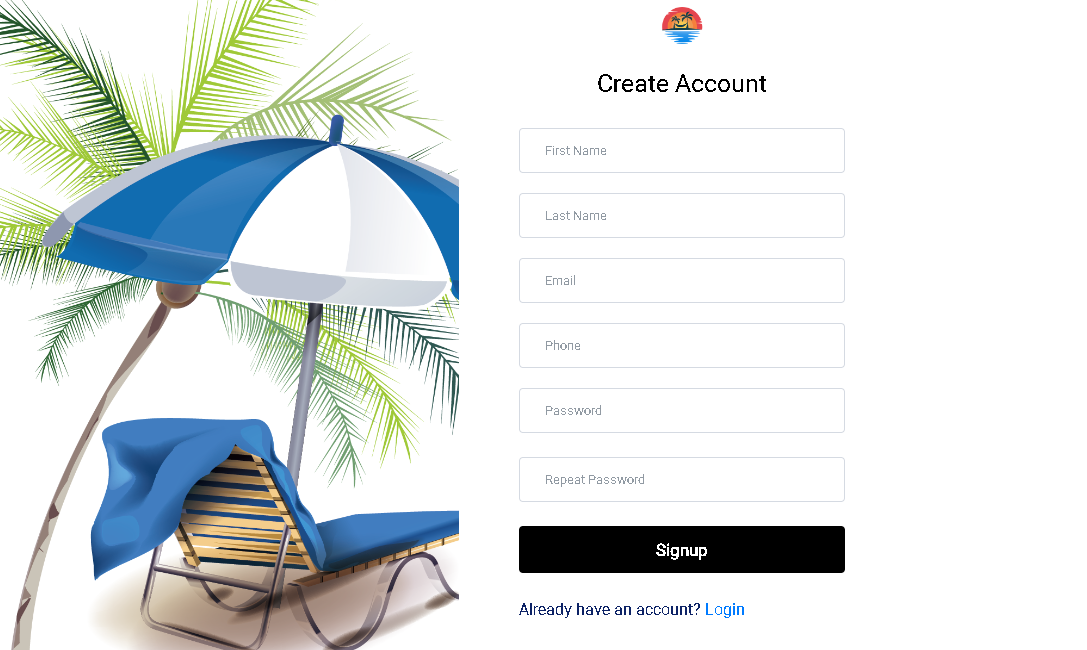 Create Account
First Name
Last Name
Email
Phone
Password
Repeat Password
Signup
Already have an account? Login